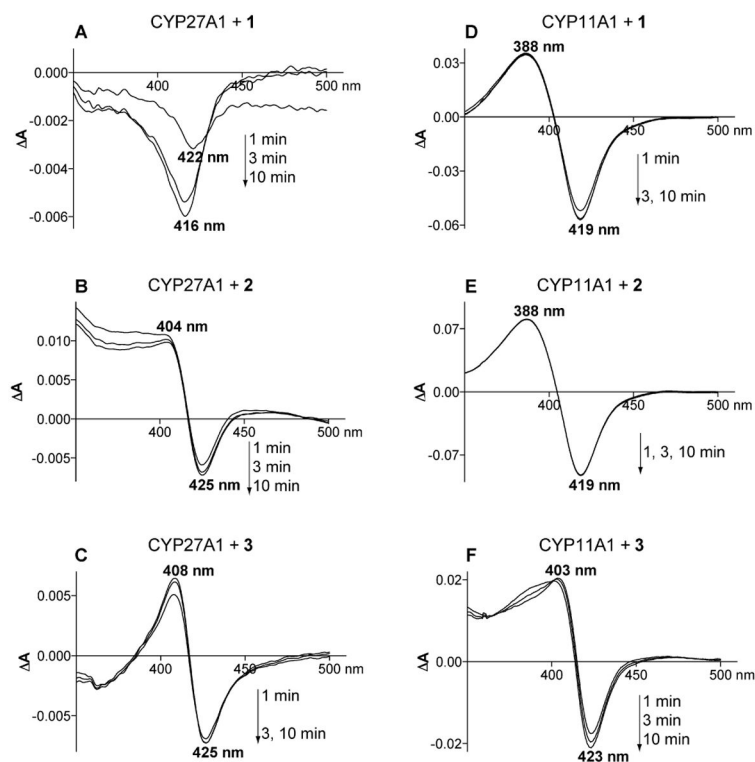 A
CYP27A1 + 1
0.000
-0.002
-0.004
-0.006
ΔA
400
450
500 nm
422 nm
416 nm
1 min
3 min
10 min
B
CYP27A1 + 2
0.010
0.005
0.000
-0.005
ΔA
404 nm
400
450
500 nm
425 nm
1 min
3 min
10 min
C
CYP27A1 + 3
0.005
0.000
-0.005
ΔA
408 nm
400
450
500 nm
425 nm
1 min
3, 10 min
D
CYP11A1 + 1
0.03
0.00
-0.03
-0.06
ΔA
388 nm
400
450
500 nm
419 nm
1 min
3, 10 min
E
CYP11A1 + 2
0.07
0.00
-0.07
ΔA
388 nm
400
450
500 nm
419 nm
1, 3, 10 min
F
CYP11A1 + 3
0.02
0.00
-0.02
ΔA
403 nm
400
450
500 nm
423 nm
1 min
3 min
10 min